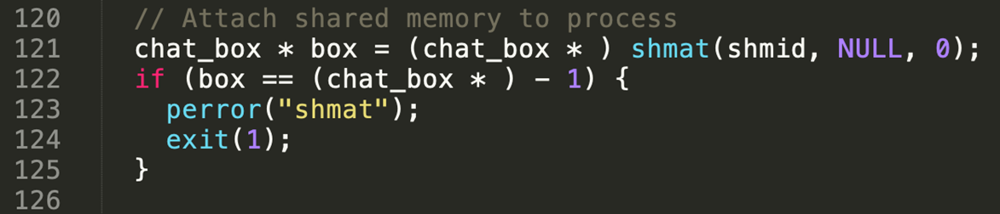 120 // Attach shared memory to process
121 chat_box * box = (chat_box * ) shmat(shmid, NULL, 0);
122 if (box == (chat_box * ) - 1) {
123 perror("shmat");
124 exit(1);
125 }
126